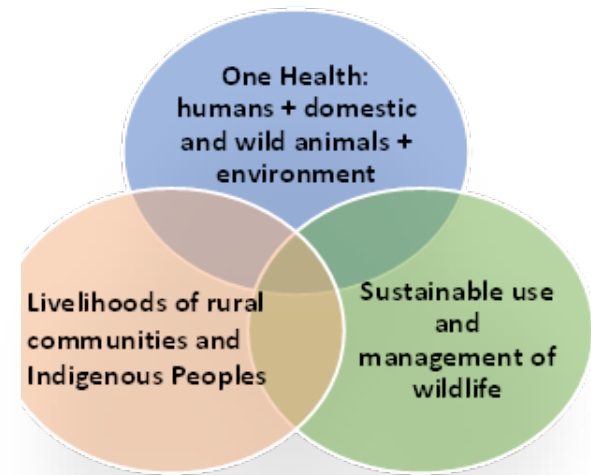 One Health:
humans + domestic
and wild animals +
environment
Livelihoods of rural
communities and
Indigenous Peoples
Sustainable use
and
management of
wildlife